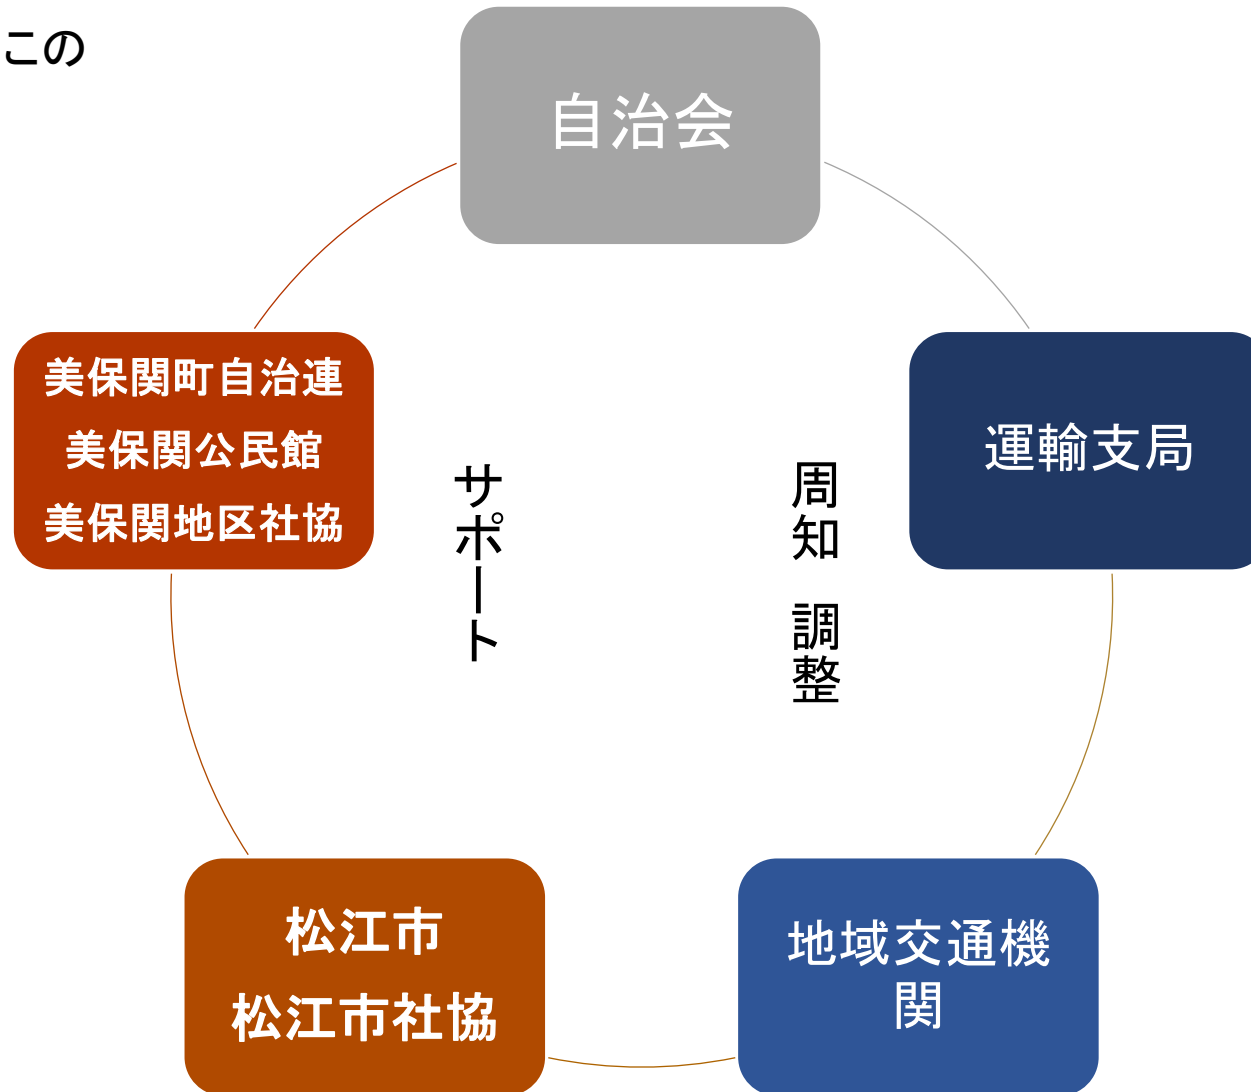 この
自治会
美保関町自治連
美保関公民館
美保関地区社協
運輸支局
サポート
周知 調整
松江市
松江市社協
地域交通機
関